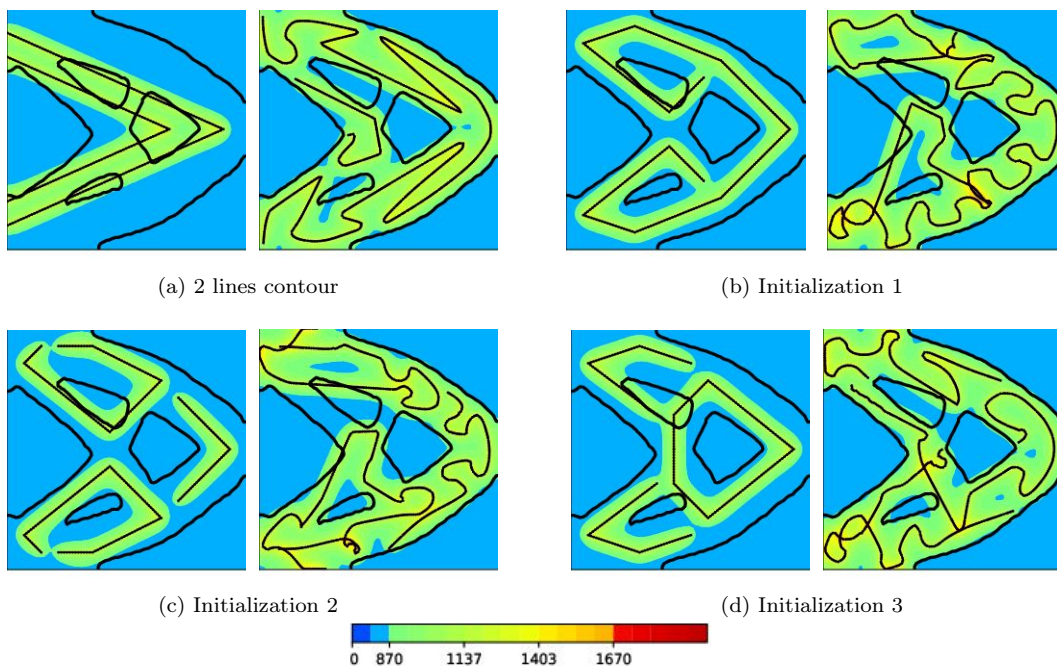 (a) 2 lines contour
(b) Initialization 1
(c) Initialization 2
(d) Initialization 3
0 870 1137 1403 1670